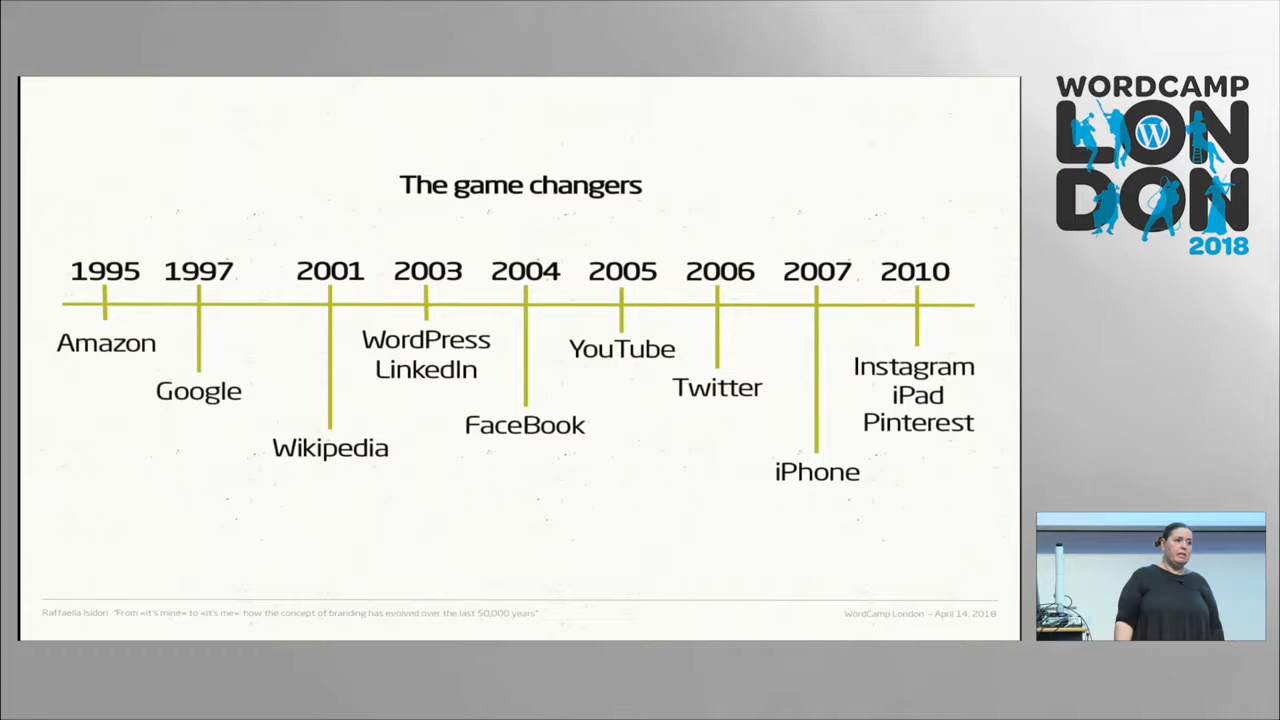 WORDCAMP
LON
DON
2018
The game changers
1995 1997 2001 2003 2004 2005 2006 2007 2010
Amazon
Google
Wikipedia
WordPress
LinkedIn
FaceBook
YouTube
Twitter
iPhone
Instagram
iPad
Pinterest
Raffaella Isidori "From «it's mine» to «it's me»: how the concept of branding has evolved over the last 50,000 years"
WordCamp London – April 14, 2018